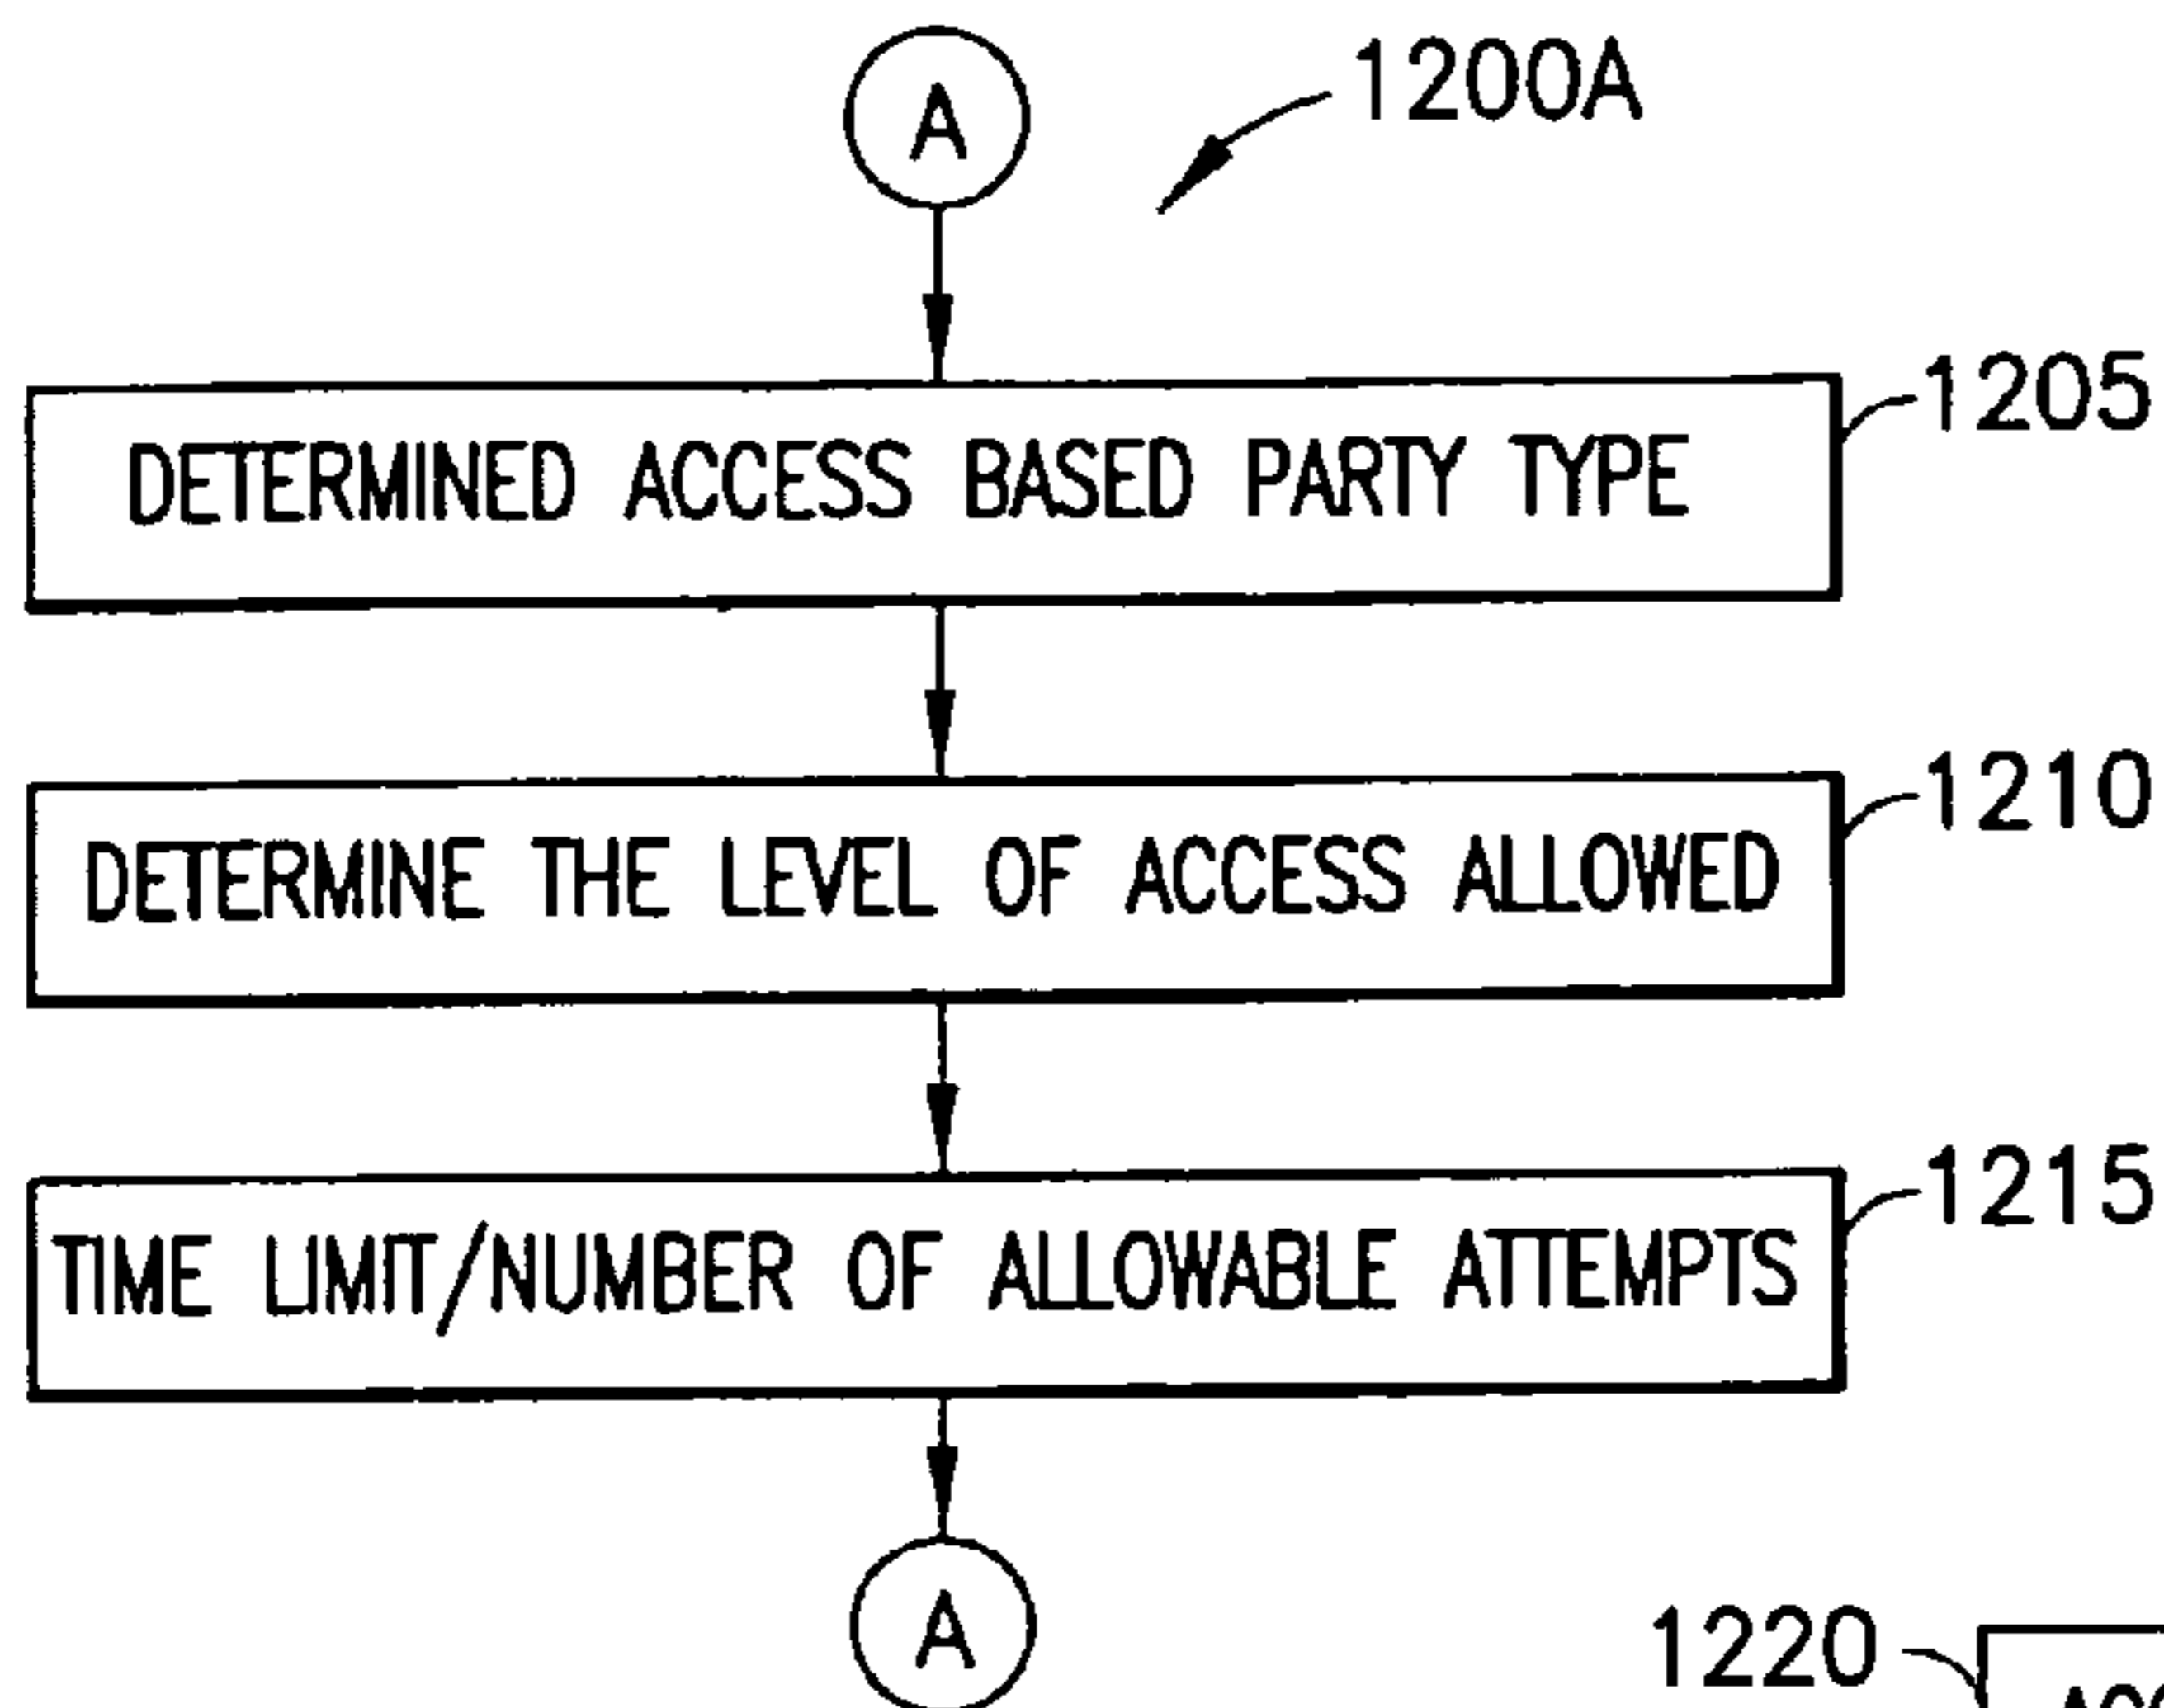 A
1200A
1205
DETERMINED ACCESS BASED PARTY TYPE
1210
DETERMINE THE LEVEL OF ACCESS ALLOWED
1215
TIME LIMIT/NUMBER OF ALLOWABLE ATTEMPTS
A
1220